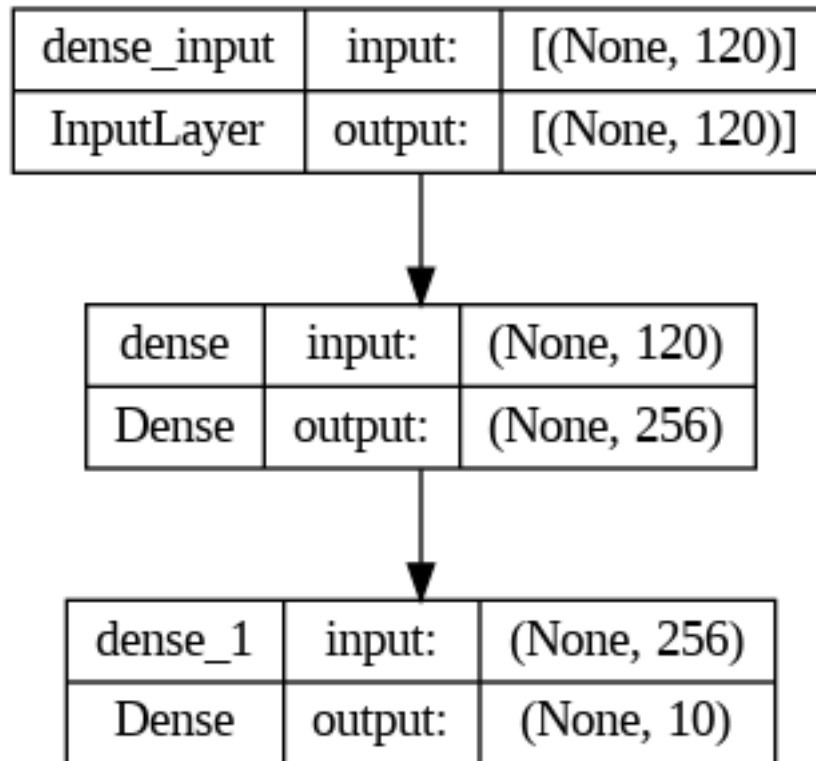 dense_input input: [(None, 120)]
InputLayer output: [(None, 120)]
dense input: (None, 120)
Dense output: (None, 256)
dense_1 input: (None, 256)
Dense output: (None, 10)